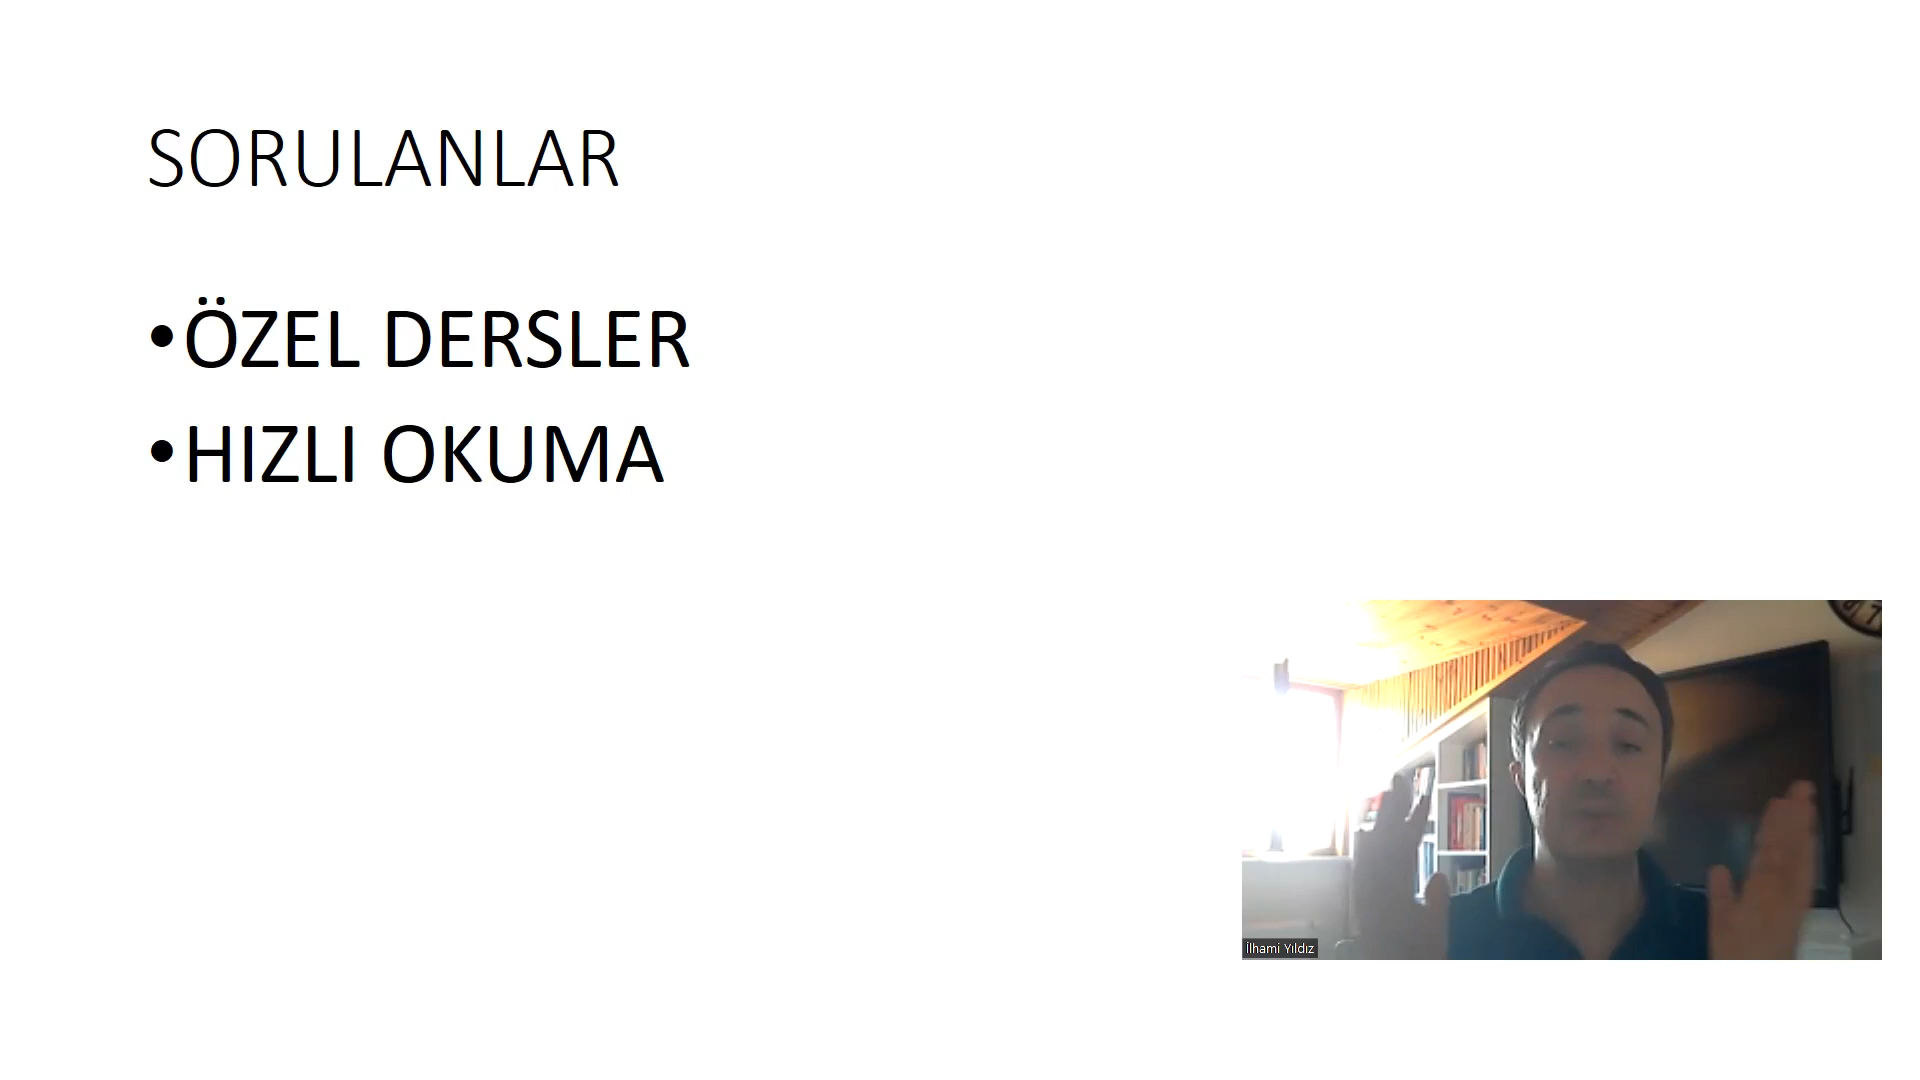 SORULANLAR
•ÖZEL DERSLER
•HIZLI OKUMA
İlhami Yıldız